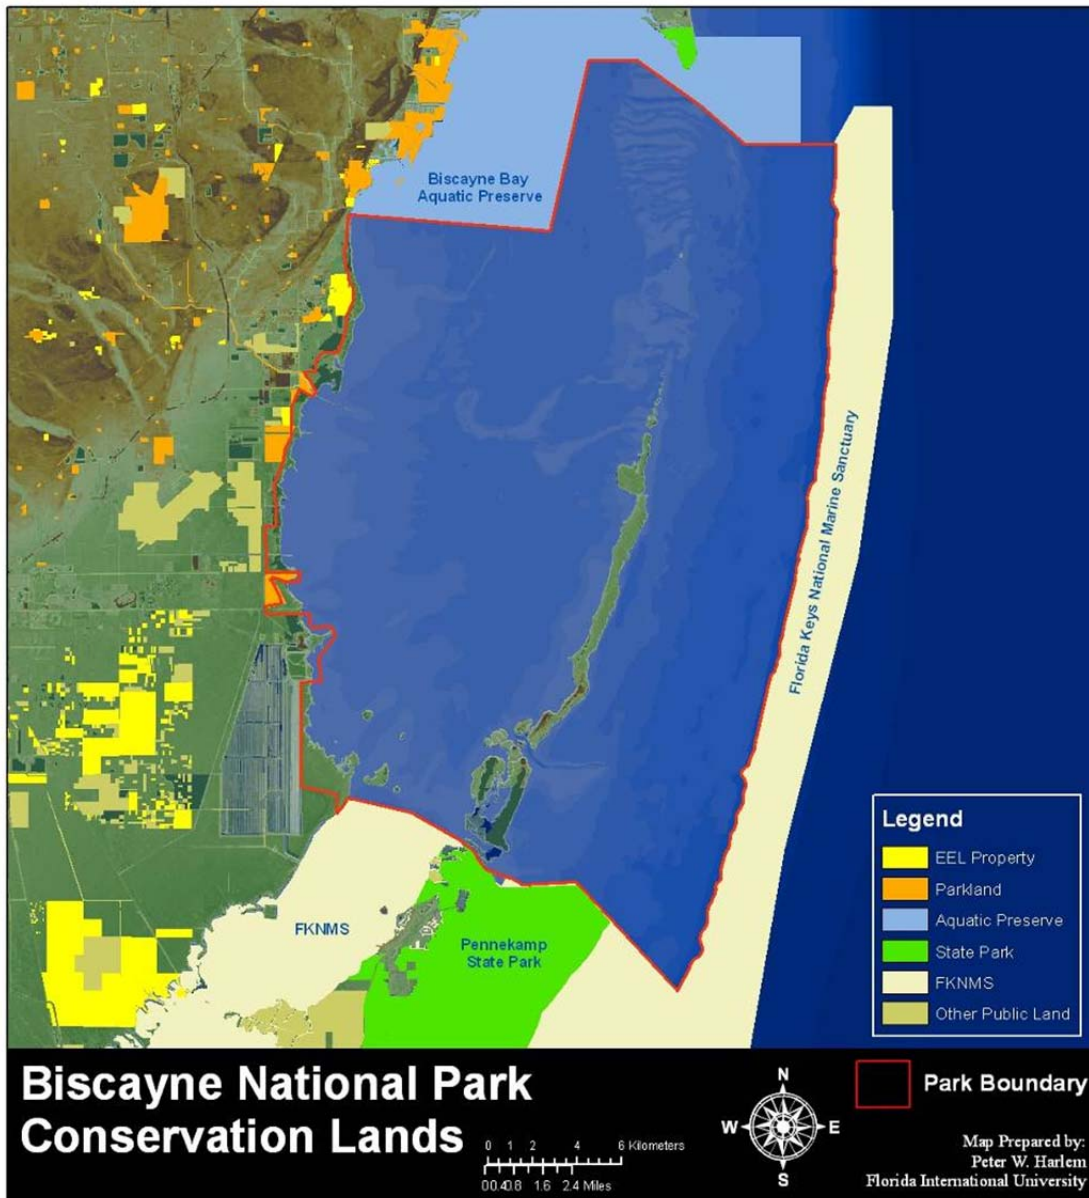 Biscayne Bay
Aquatic Preserve
Florida Keys National Marine Sanctuary
FKNMS
Pennekamp
State Park
Legend
EEL Property
Parkland
Aquatic Preserve
State Park
FKNMS
Other Public Land
Biscayne National Park
Conservation Lands
0 1 2 4 6 Kilometers
0 0.4 0.8 1.6 2.4 Miles
N
W E
S
Park Boundary
Map Prepared by:
Peter W. Harlem
Florida International University